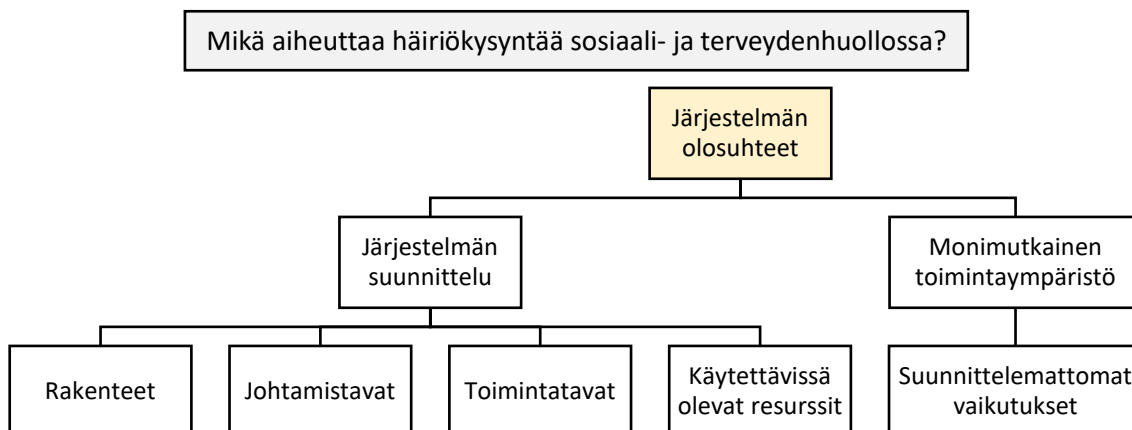 Mikä aiheuttaa häiriökysyntää sosiaali- ja terveydenhuollossa?
Järjestelmän
olosuhteet
Järjestelmän
suunnittelu
Monimutkainen
toimintaympäristö
Rakenteet
Johtamistavat
Toimintatavat
Käytettävissä
olevat resurssit
Suunnittelemattomat
vaikutukset